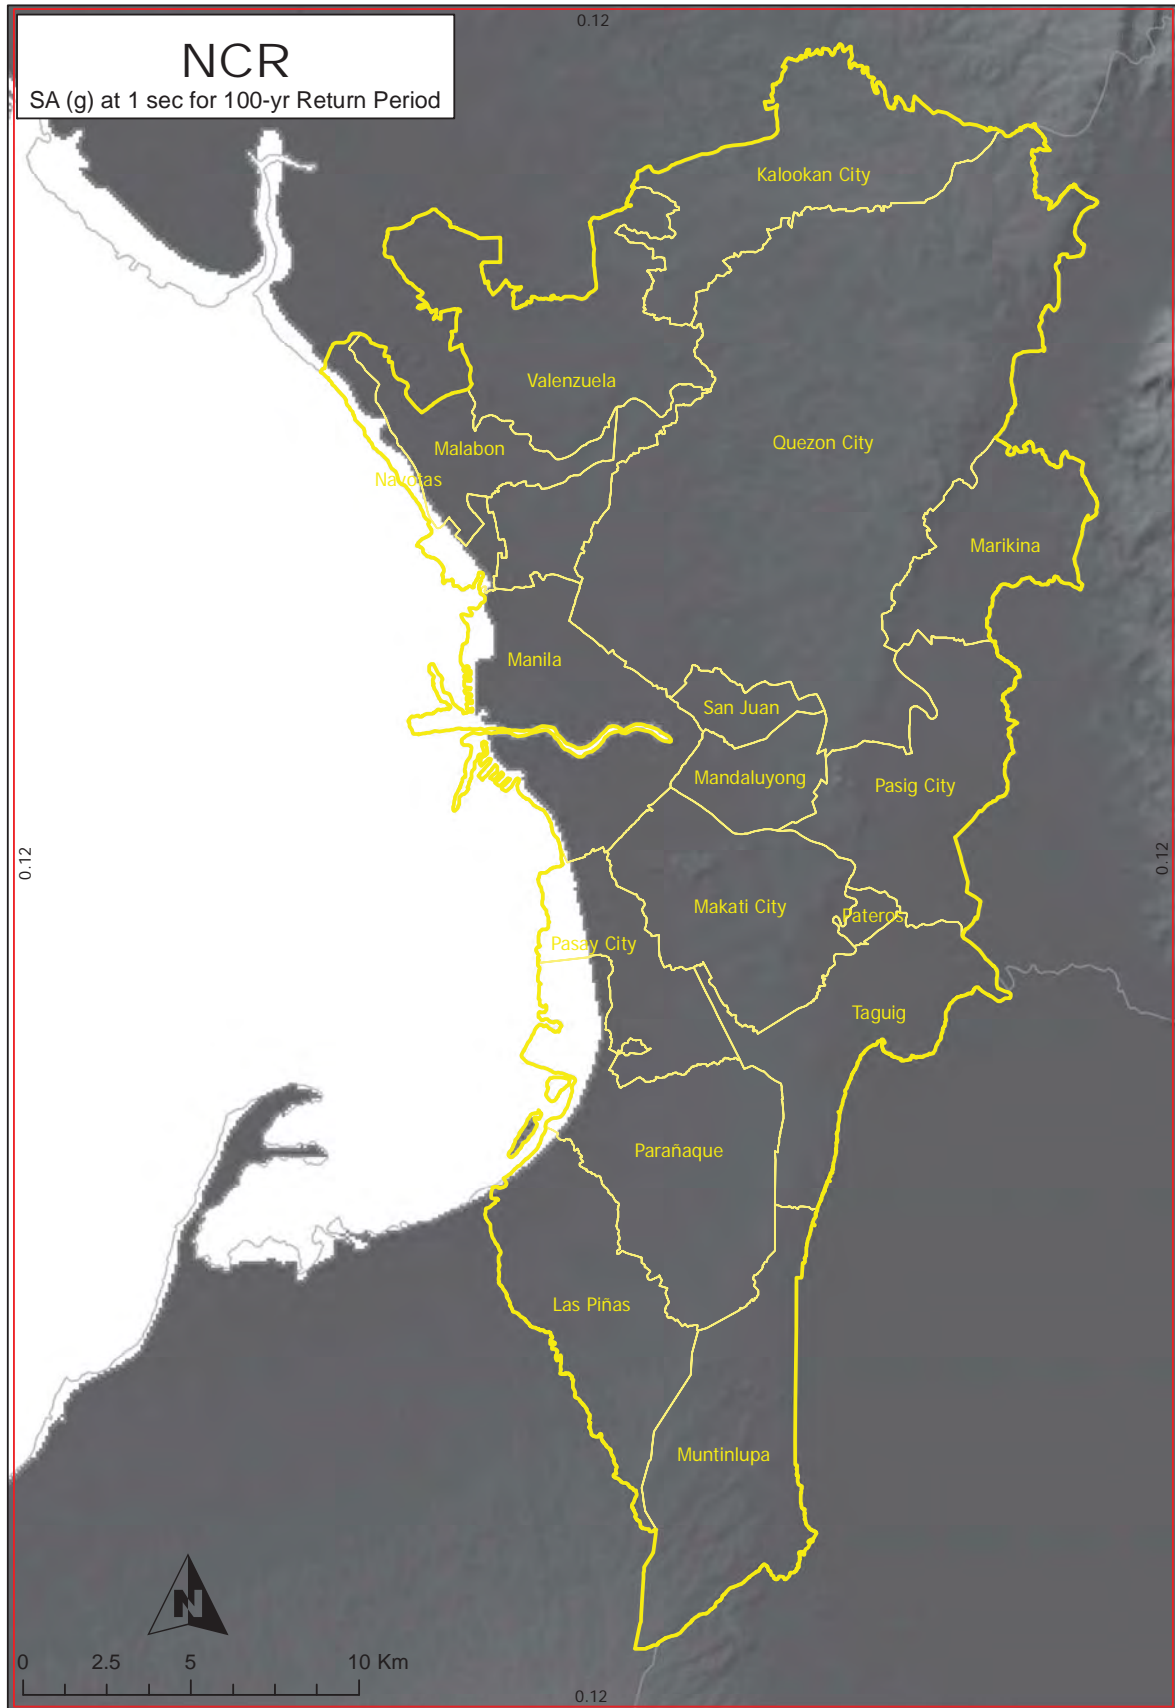 0.12
NCR
SA (g) at 1 sec for 100-yr Return Period
Kalookan City
Valenzuela
Quezon City
Malabon
Navotas
Marikina
Manila
San Juan
Mandaluyong
Pasig City
0.12
0.12
Makati City
Pateros
Pasay City
Taguig
Parañaque
Las Piñas
Muntinlupa
N
0 2.5 5 10 Km
0.12